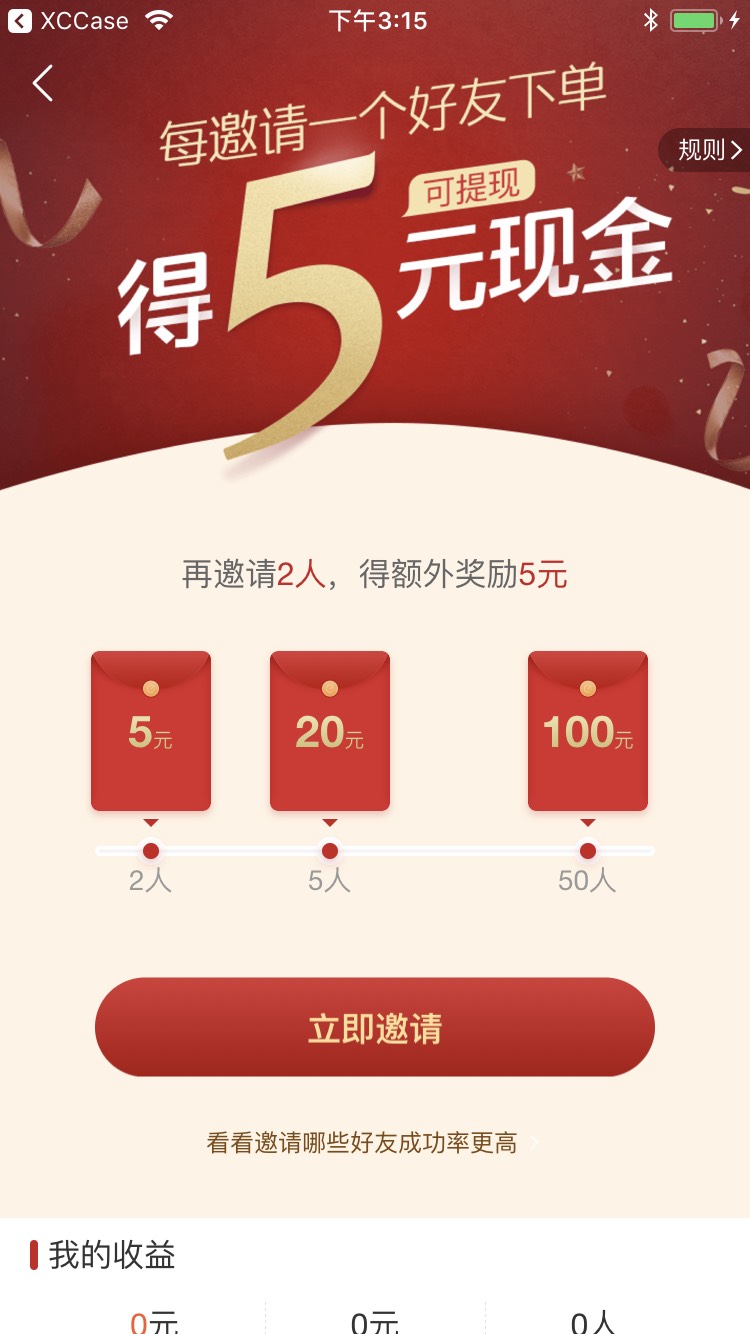 XCCase 下午3:15
每邀请一个好友下单
规则
可提现
得5元现金
再邀请2人，得额外奖励5元
5元 20元 100元
2人 5人 50人
立即邀请
看看邀请哪些好友成功率更高
我的收益
0元 0元 0人